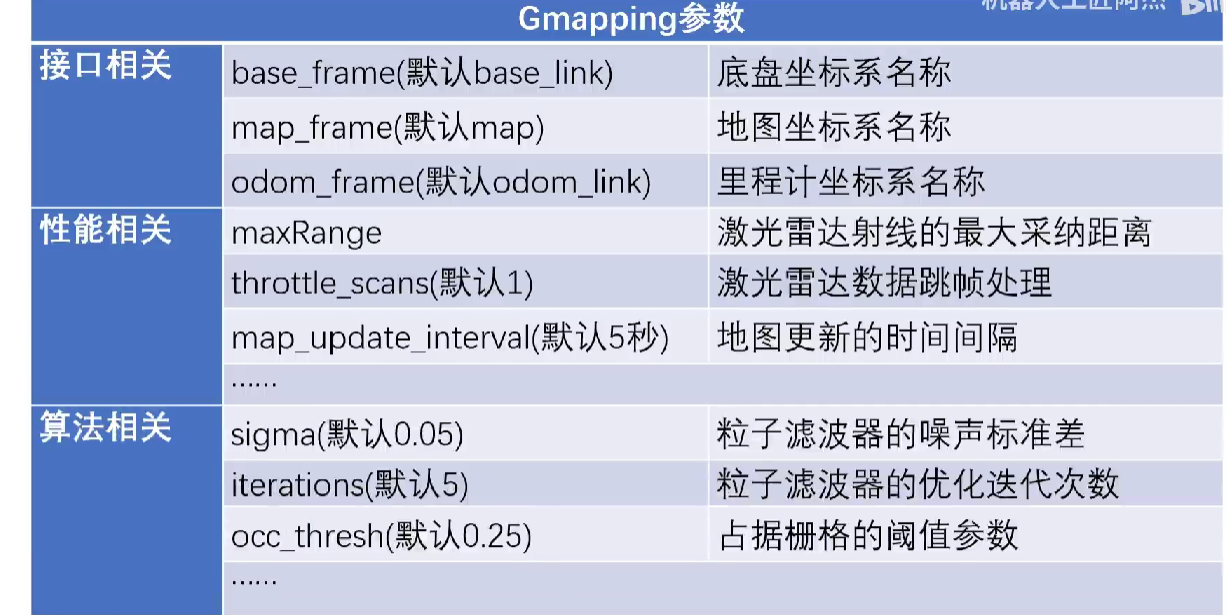 Gmapping参数
接口相关
base_frame(默认base_link)
底盘坐标系名称
map_frame(默认map)
地图坐标系名称
odom_frame(默认odom_link)
里程计坐标系名称
性能相关
maxRange
激光雷达射线的最大采纳距离
throttle_scans(默认1)
激光雷达数据跳帧处理
map_update_interval(默认5秒)
地图更新的时间间隔
……
算法相关
sigma(默认0.05)
粒子滤波器的噪声标准差
iterations(默认5)
粒子滤波器的优化迭代次数
occ_thresh(默认0.25)
占据栅格的阈值参数
……